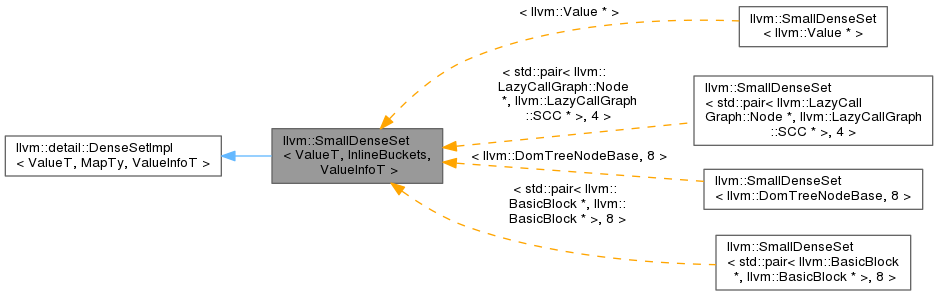 llvm::detail::DenseSetImpl
< ValueT, MapTy, ValueInfoT >
llvm::SmallDenseSet
< ValueT, InlineBuckets,
ValueInfoT >
< llvm::Value * >
< std::pair< llvm::
LazyCallGraph::Node
*, llvm::LazyCallGraph
::SCC * >, 4 >
< llvm::DomTreeNodeBase, 8 >
< std::pair< llvm::
BasicBlock *, llvm::
BasicBlock * >, 8 >
llvm::SmallDenseSet
< llvm::Value * >
llvm::SmallDenseSet
< std::pair< llvm::LazyCall
Graph::Node *, llvm::LazyCallGraph
::SCC * >, 4 >
llvm::SmallDenseSet
< llvm::DomTreeNodeBase, 8 >
llvm::SmallDenseSet
< std::pair< llvm::BasicBlock
*, llvm::BasicBlock * >, 8 >